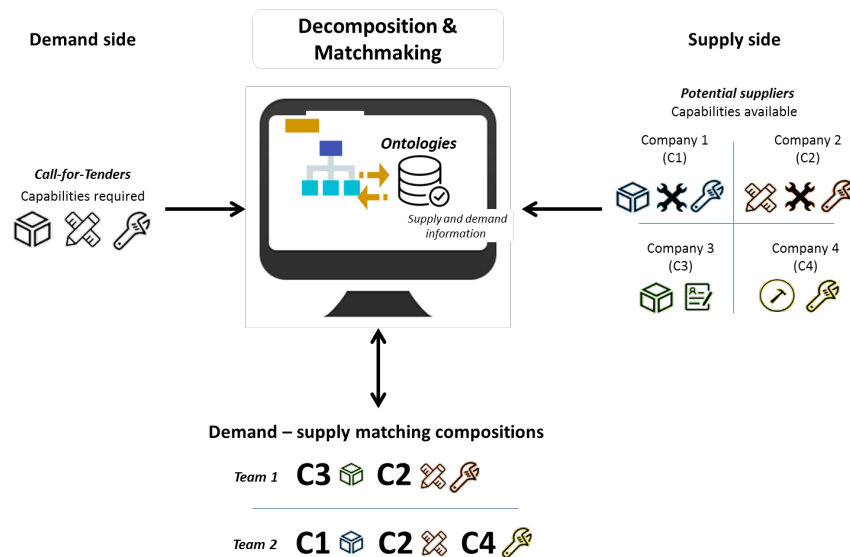 Demand side
Decomposition &
Matchmaking
Supply side
Potential suppliers
Capabilities available
Company 1
(C1)
Company 2
(C2)
Ontologies
Call-for-Tenders
Capabilities required
Supply and demand
information
Company 3
(C3)
Company 4
(C4)
Demand – supply matching compositions
Team 1 C3 C2
Team 2 C1 C2 C4